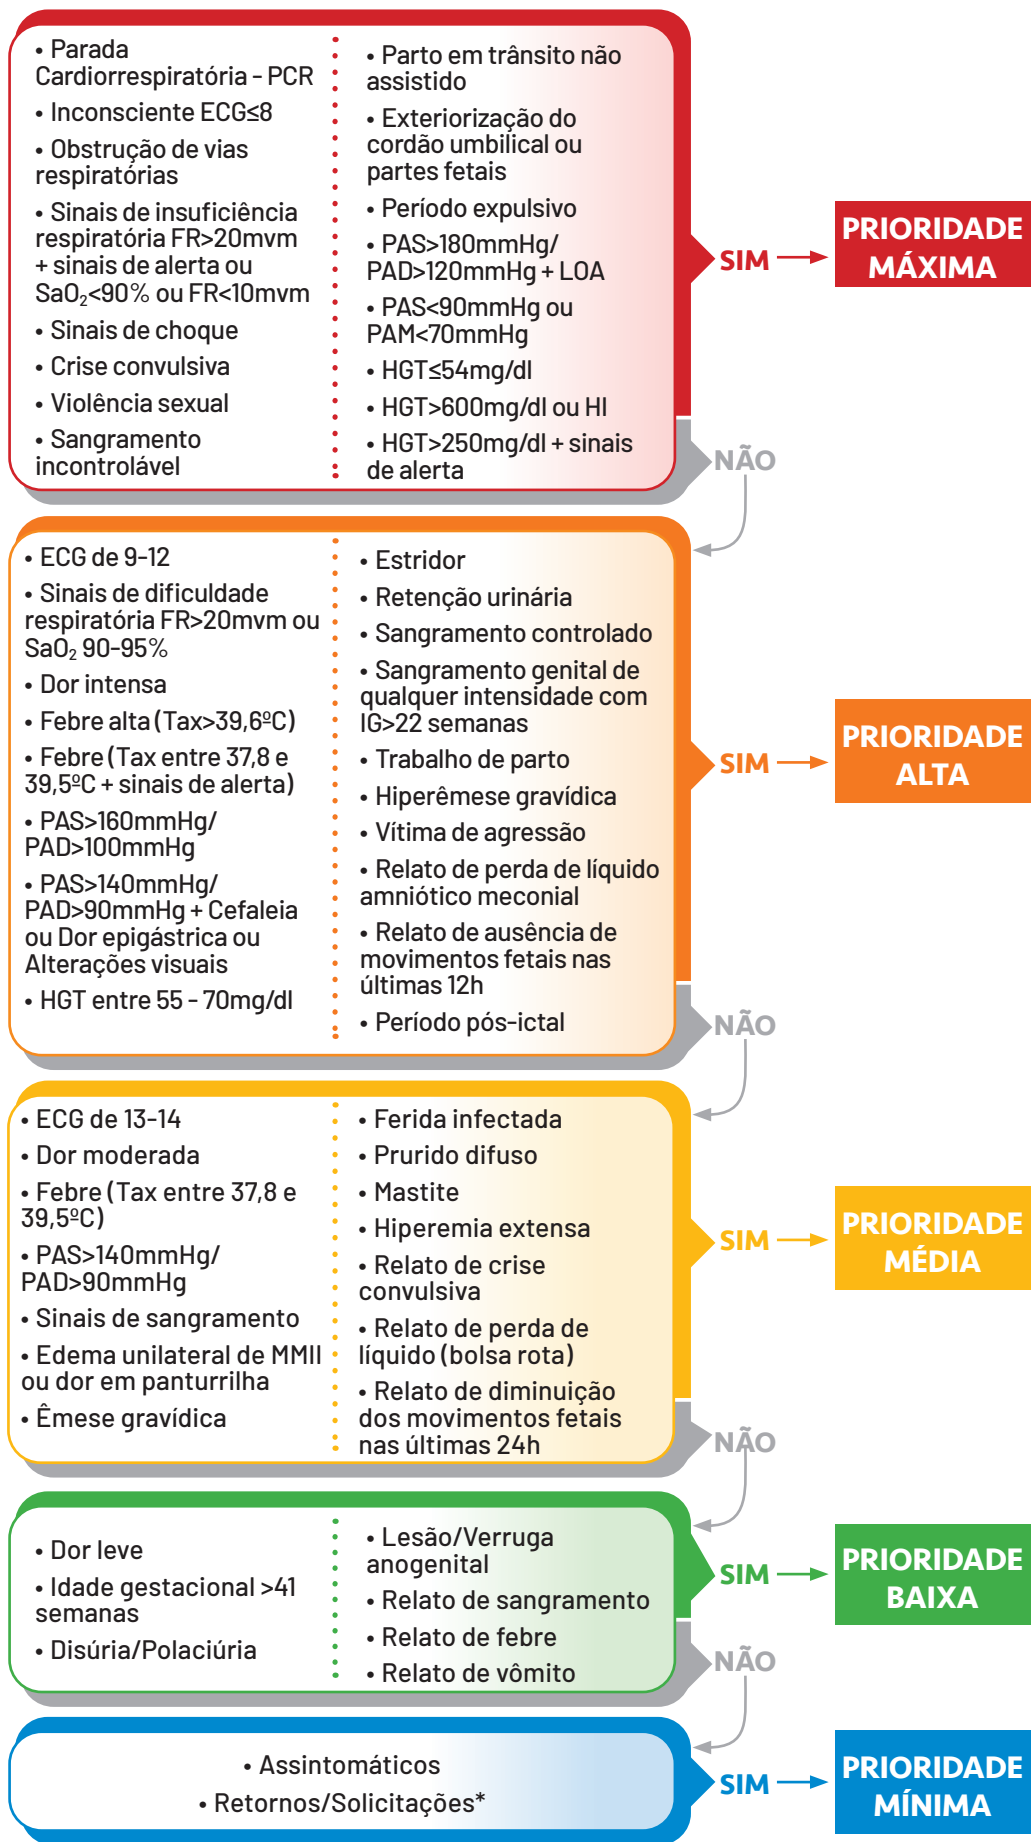 • Parada
Cardiorrespiratória - PCR
• Inconsciente ECG≤8
• Obstrução de vias
respiratórias
• Sinais de insuficiência
respiratória FR>20mvm
+ sinais de alerta ou
SaO₂<90% ou FR<10mvm
• Sinais de choque
• Crise convulsiva
• Violência sexual
• Sangramento
incontrolável
• Parto em trânsito não
assistido
• Exteriorização do
cordão umbilical ou
partes fetais
• Período expulsivo
• PAS>180mmHg/
PAD>120mmHg + LOA
• PAS<90mmHg ou
PAM<70mmHg
• HGT≤54mg/dl
• HGT>600mg/dl ou HI
• HGT>250mg/dl + sinais
de alerta
SIM
PRIORIDADE
MÁXIMA
NÃO
• ECG de 9-12
• Sinais de dificuldade
respiratória FR>20mvm ou
SaO₂ 90-95%
• Dor intensa
• Febre alta (Tax>39,6ºC)
• Febre (Tax entre 37,8 e
39,5ºC + sinais de alerta)
• PAS>160mmHg/
PAD>100mmHg
• PAS>140mmHg/
PAD>90mmHg + Cefaleia
ou Dor epigástrica ou
Alterações visuais
• HGT entre 55 - 70mg/dl
• Estridor
• Retenção urinária
• Sangramento controlado
• Sangramento genital de
qualquer intensidade com
IG>22 semanas
• Trabalho de parto
• Hiperêmese gravídica
• Vítima de agressão
• Relato de perda de líquido
amniótico meconial
• Relato de ausência de
movimentos fetais nas
últimas 12h
• Período pós-ictal
SIM
PRIORIDADE
ALTA
NÃO
• ECG de 13-14
• Dor moderada
• Febre (Tax entre 37,8 e
39,5ºC)
• PAS>140mmHg/
PAD>90mmHg
• Sinais de sangramento
• Edema unilateral de MMII
ou dor em panturrilha
• Êmese gravídica
• Ferida infectada
• Prurido difuso
• Mastite
• Hiperemia extensa
• Relato de crise
convulsiva
• Relato de perda de
líquido (bolsa rota)
• Relato de diminuição
dos movimentos fetais
nas últimas 24h
SIM
PRIORIDADE
MÉDIA
NÃO
• Dor leve
• Idade gestacional >41
semanas
• Disúria/Polaciúria
• Lesão/Verruga
anogenital
• Relato de sangramento
• Relato de febre
• Relato de vômito
SIM
PRIORIDADE
BAIXA
NÃO
• Assintomáticos
• Retornos/Solicitações*
SIM
PRIORIDADE
MÍNIMA